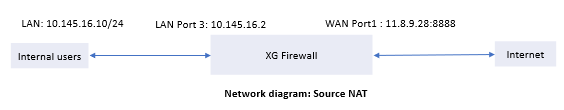 LAN: 10.145.16.10/24
LAN Port 3: 10.145.16.2
WAN Port1 : 11.8.9.28:8888
Internal users
XG Firewall
Internet
Network diagram: Source NAT